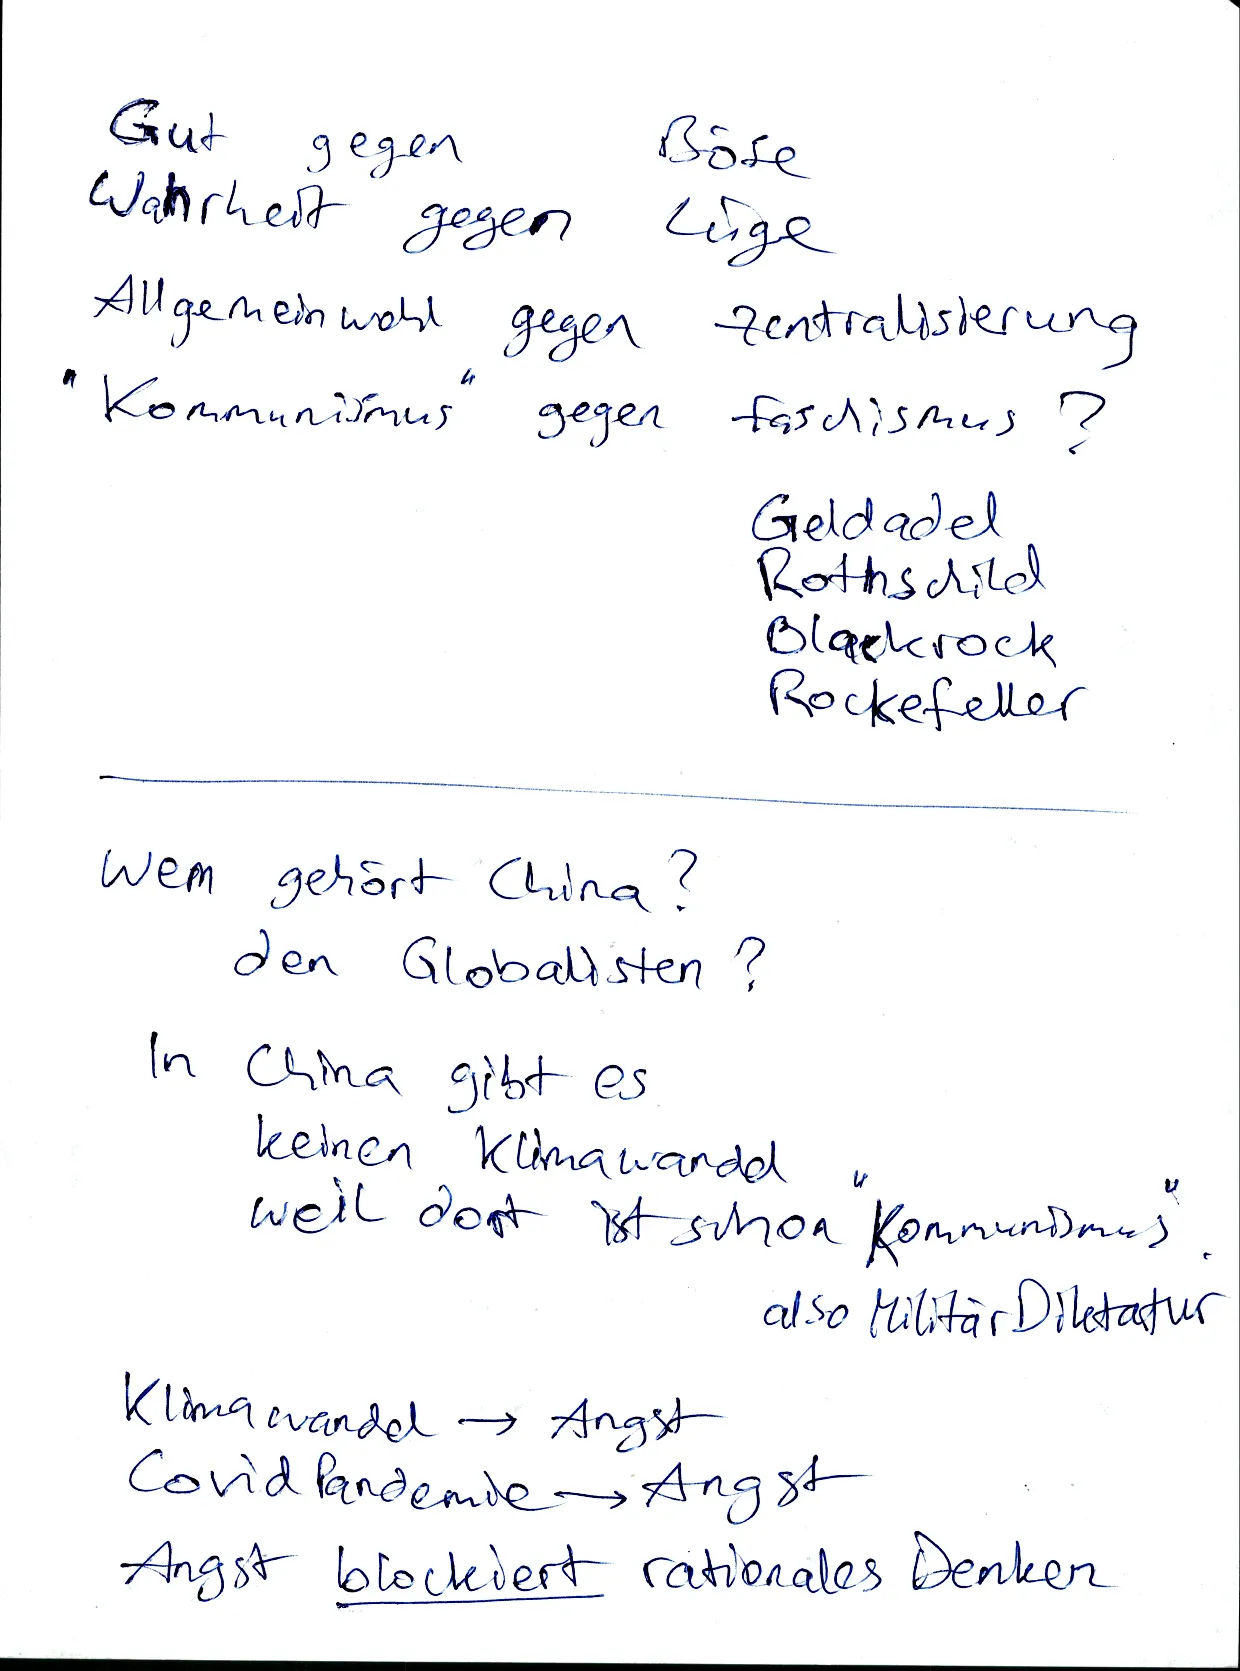 Gut gegen Böse
Wahrheit gegen Lüge
Allgemeinwohl gegen Zentralisierung
"Kommunismus" gegen Faschismus ?
Geldadel
Rothschild
Blackrock
Rockefeller
Wem gehört China ?
den Globalisten ?
In China gibt es
keinen Klimawandel
weil dort ist schon "Kommunismus".
also MilitärDiktatur
Klimawandel → Angst
Covid Pandemie → Angst
Angst blockiert rationales Denken